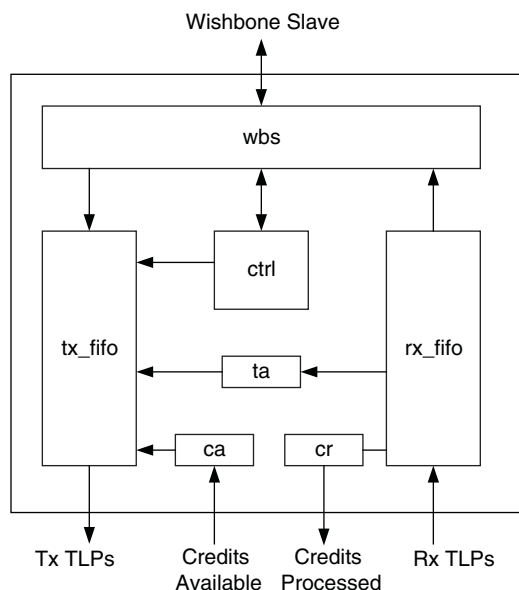 Wishbone Slave
wbs
ctrl
tx_fifo
rx_fifo
ta
ca
cr
Tx TLPs
Credits
Available
Credits
Processed
Rx TLPs